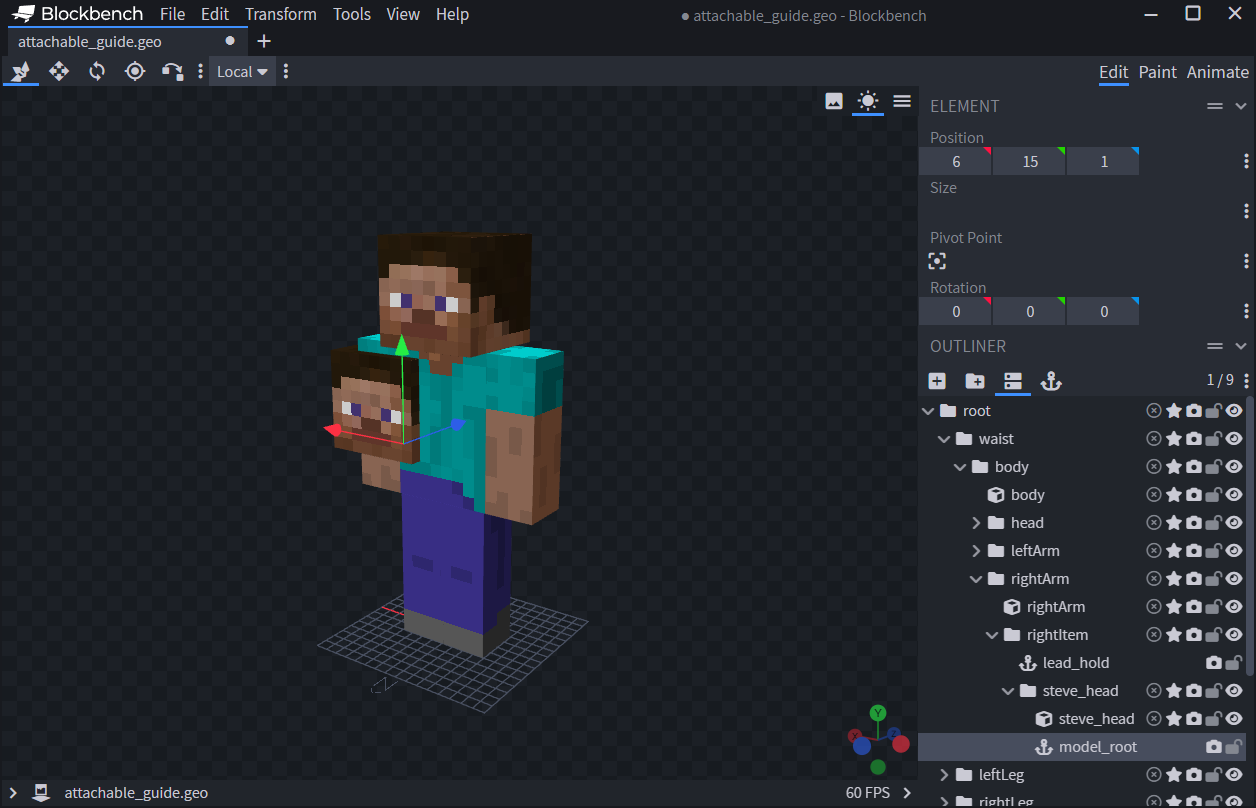 Blockbench File Edit Transform Tools View Help ● attachable_guide.geo - Blockbench
attachable_guide.geo ● +
Local Edit Paint Animate
ELEMENT
Position
6 15 1
Size
Pivot Point
Rotation
0 0 0
OUTLINER
1 / 9
root
waist
body
body
head
leftArm
rightArm
rightArm
rightItem
lead_hold
steve_head
steve_head
model_root
leftLeg
rightLeg
Y
X
Z
attachable_guide.geo 60 FPS